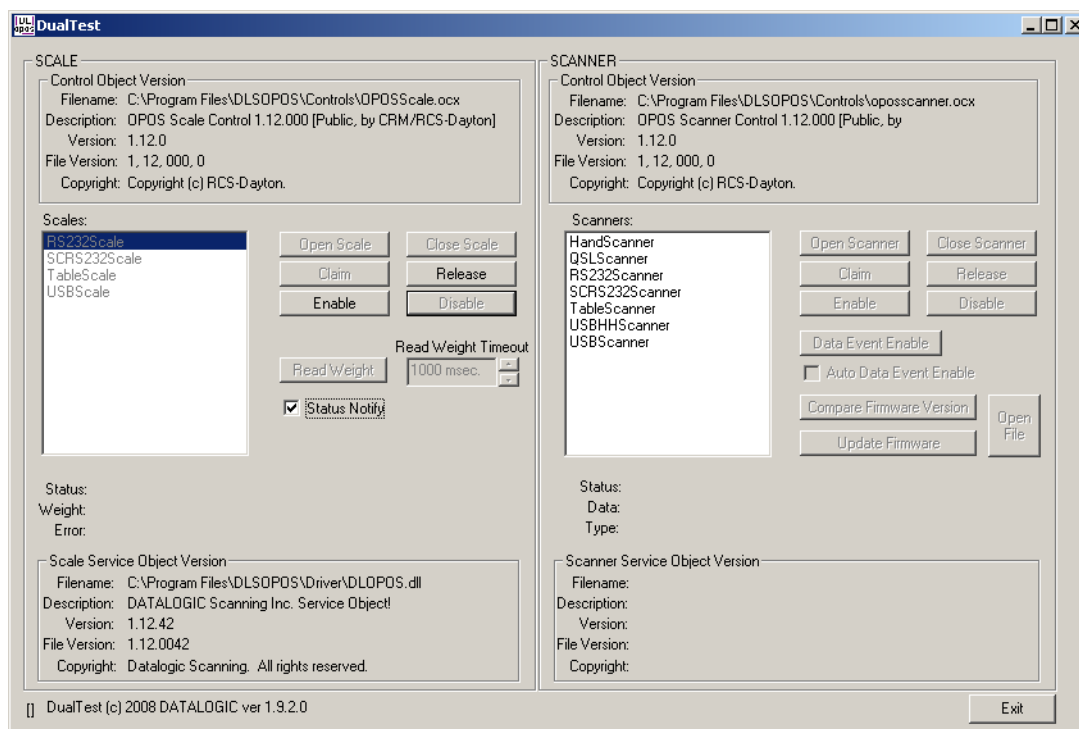 UL
opos
DualTest
SCALE
Control Object Version
Filename: C:\Program Files\DLSOPOS\Controls\OPOSScale.ocx
Description: OPOS Scale Control 1.12.000 [Public, by CRM/RCS-Dayton]
Version: 1.12.0
File Version: 1, 12, 000, 0
Copyright: Copyright (c) RCS-Dayton.
Scales:
RS232Scale
SCRS232Scale
TableScale
USBScale
Open Scale
Close Scale
Claim
Release
Enable
Disable
Read Weight Timeout
Read Weight
1000 msec.
Status Notify
Status:
Weight:
Error:
Scale Service Object Version
Filename: C:\Program Files\DLSOPOS\Driver\DLOPOS.dll
Description: DATALOGIC Scanning Inc. Service Object!
Version: 1.12.42
File Version: 1.12.0042
Copyright: Datalogic Scanning. All rights reserved.
SCANNER
Control Object Version
Filename: C:\Program Files\DLSOPOS\Controls\oposscanner.ocx
Description: OPOS Scanner Control 1.12.000 [Public, by
Version: 1.12.0
File Version: 1, 12, 000, 0
Copyright: Copyright (c) RCS-Dayton.
Scanners:
HandScanner
QSLScanner
RS232Scanner
SCRS232Scanner
TableScanner
USBHHScanner
USBScanner
Open Scanner
Close Scanner
Claim
Release
Enable
Disable
Data Event Enable
Auto Data Event Enable
Compare Firmware Version
Update Firmware
Open
File
Status:
Data:
Type:
Scanner Service Object Version
Filename:
Description:
Version:
File Version:
Copyright:
[] DualTest (c) 2008 DATALOGIC ver 1.9.2.0
Exit